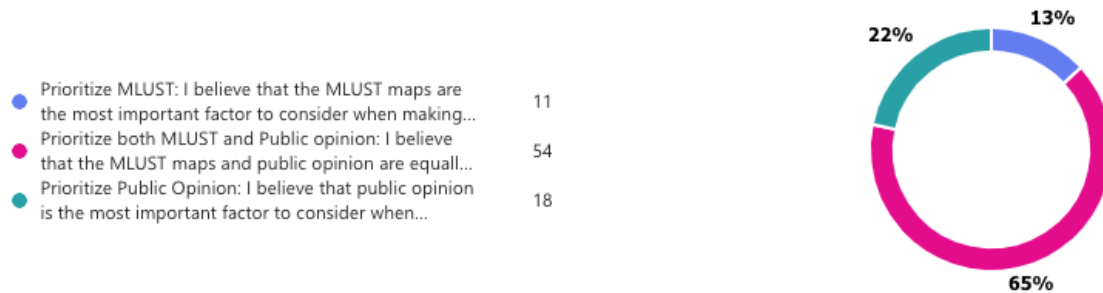 Prioritize MLUST: I believe that the MLUST maps are
the most important factor to consider when making...
11
Prioritize both MLUST and Public opinion: I believe
that the MLUST maps and public opinion are equall...
54
Prioritize Public Opinion: I believe that public opinion
is the most important factor to consider when...
18
13%
22%
65%